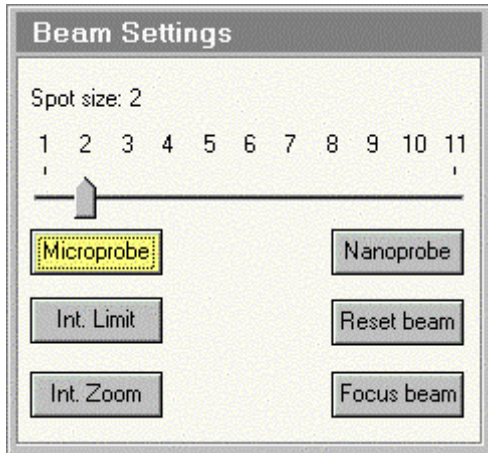 Beam Settings
Spot size: 2
1 2 3 4 5 6 7 8 9 10 11
Microprobe Nanoprobe
Int. Limit Reset beam
Int. Zoom Focus beam